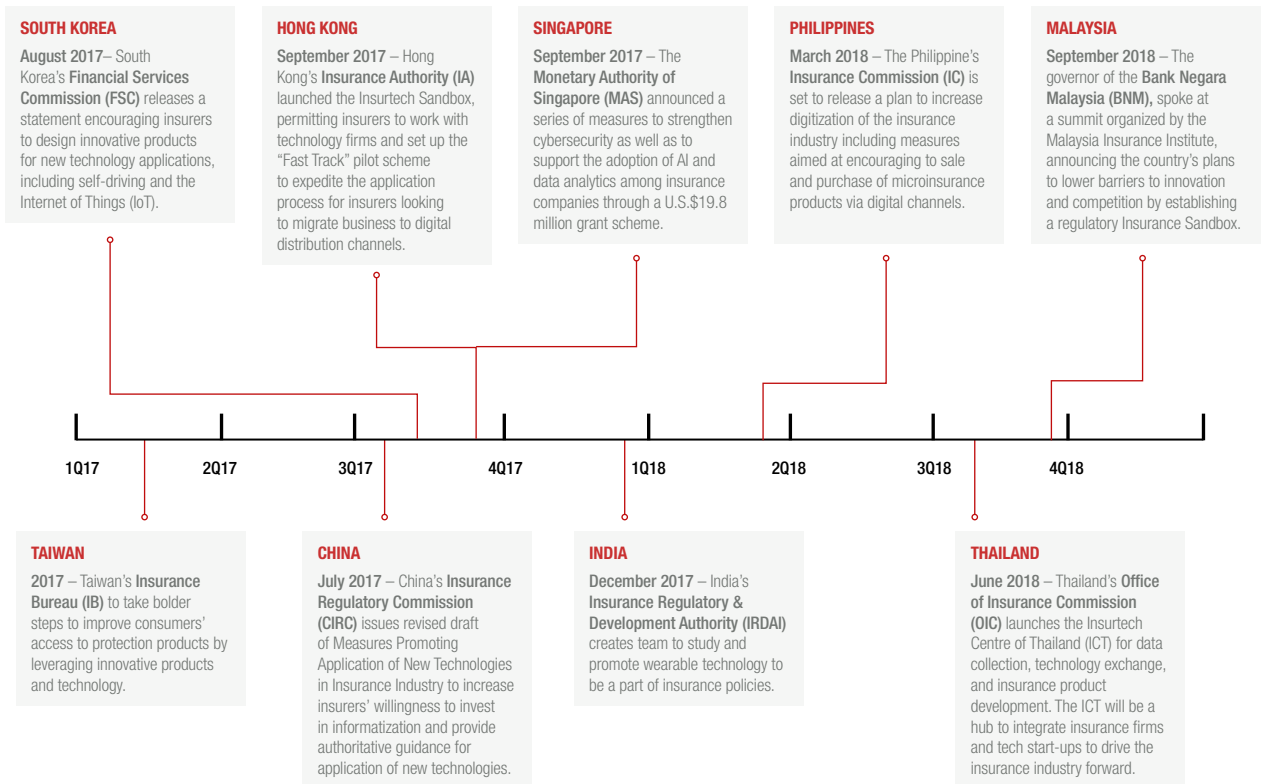 SOUTH KOREA
August 2017– South
Korea's Financial Services
Commission (FSC) releases a
statement encouraging insurers
to design innovative products
for new technology applications,
including self-driving and the
Internet of Things (IoT).
HONG KONG
September 2017 – Hong
Kong's Insurance Authority (IA)
launched the Insurtech Sandbox,
permitting insurers to work with
technology firms and set up the
“Fast Track” pilot scheme
to expedite the application
process for insurers looking
to migrate business to digital
distribution channels.
SINGAPORE
September 2017 – The
Monetary Authority of
Singapore (MAS) announced a
series of measures to strengthen
cybersecurity as well as to
support the adoption of AI and
data analytics among insurance
companies through a U.S.$19.8
million grant scheme.
PHILIPPINES
March 2018 – The Philippine's
Insurance Commission (IC) is
set to release a plan to increase
digitization of the insurance
industry including measures
aimed at encouraging to sale
and purchase of microinsurance
products via digital channels.
MALAYSIA
September 2018 – The
governor of the Bank Negara
Malaysia (BNM), spoke at
a summit organized by the
Malaysia Insurance Institute,
announcing the country's plans
to lower barriers to innovation
and competition by establishing
a regulatory Insurance Sandbox.
1Q17 2Q17 3Q17 4Q17 1Q18 2Q18 3Q18 4Q18
TAIWAN
2017 – Taiwan's Insurance
Bureau (IB) to take bolder
steps to improve consumers'
access to protection products by
leveraging innovative products
and technology.
CHINA
July 2017 – China's Insurance
Regulatory Commission
(CIRC) issues revised draft
of Measures Promoting
Application of New Technologies
in Insurance Industry to increase
insurers' willingness to invest
in informatization and provide
authoritative guidance for
application of new technologies.
INDIA
December 2017 – India's
Insurance Regulatory &
Development Authority (IRDAI)
creates team to study and
promote wearable technology to
be a part of insurance policies.
THAILAND
June 2018 – Thailand's Office
of Insurance Commission
(OIC) launches the Insurtech
Centre of Thailand (ICT) for data
collection, technology exchange,
and insurance product
development. The ICT will be a
hub to integrate insurance firms
and tech start-ups to drive the
insurance industry forward.